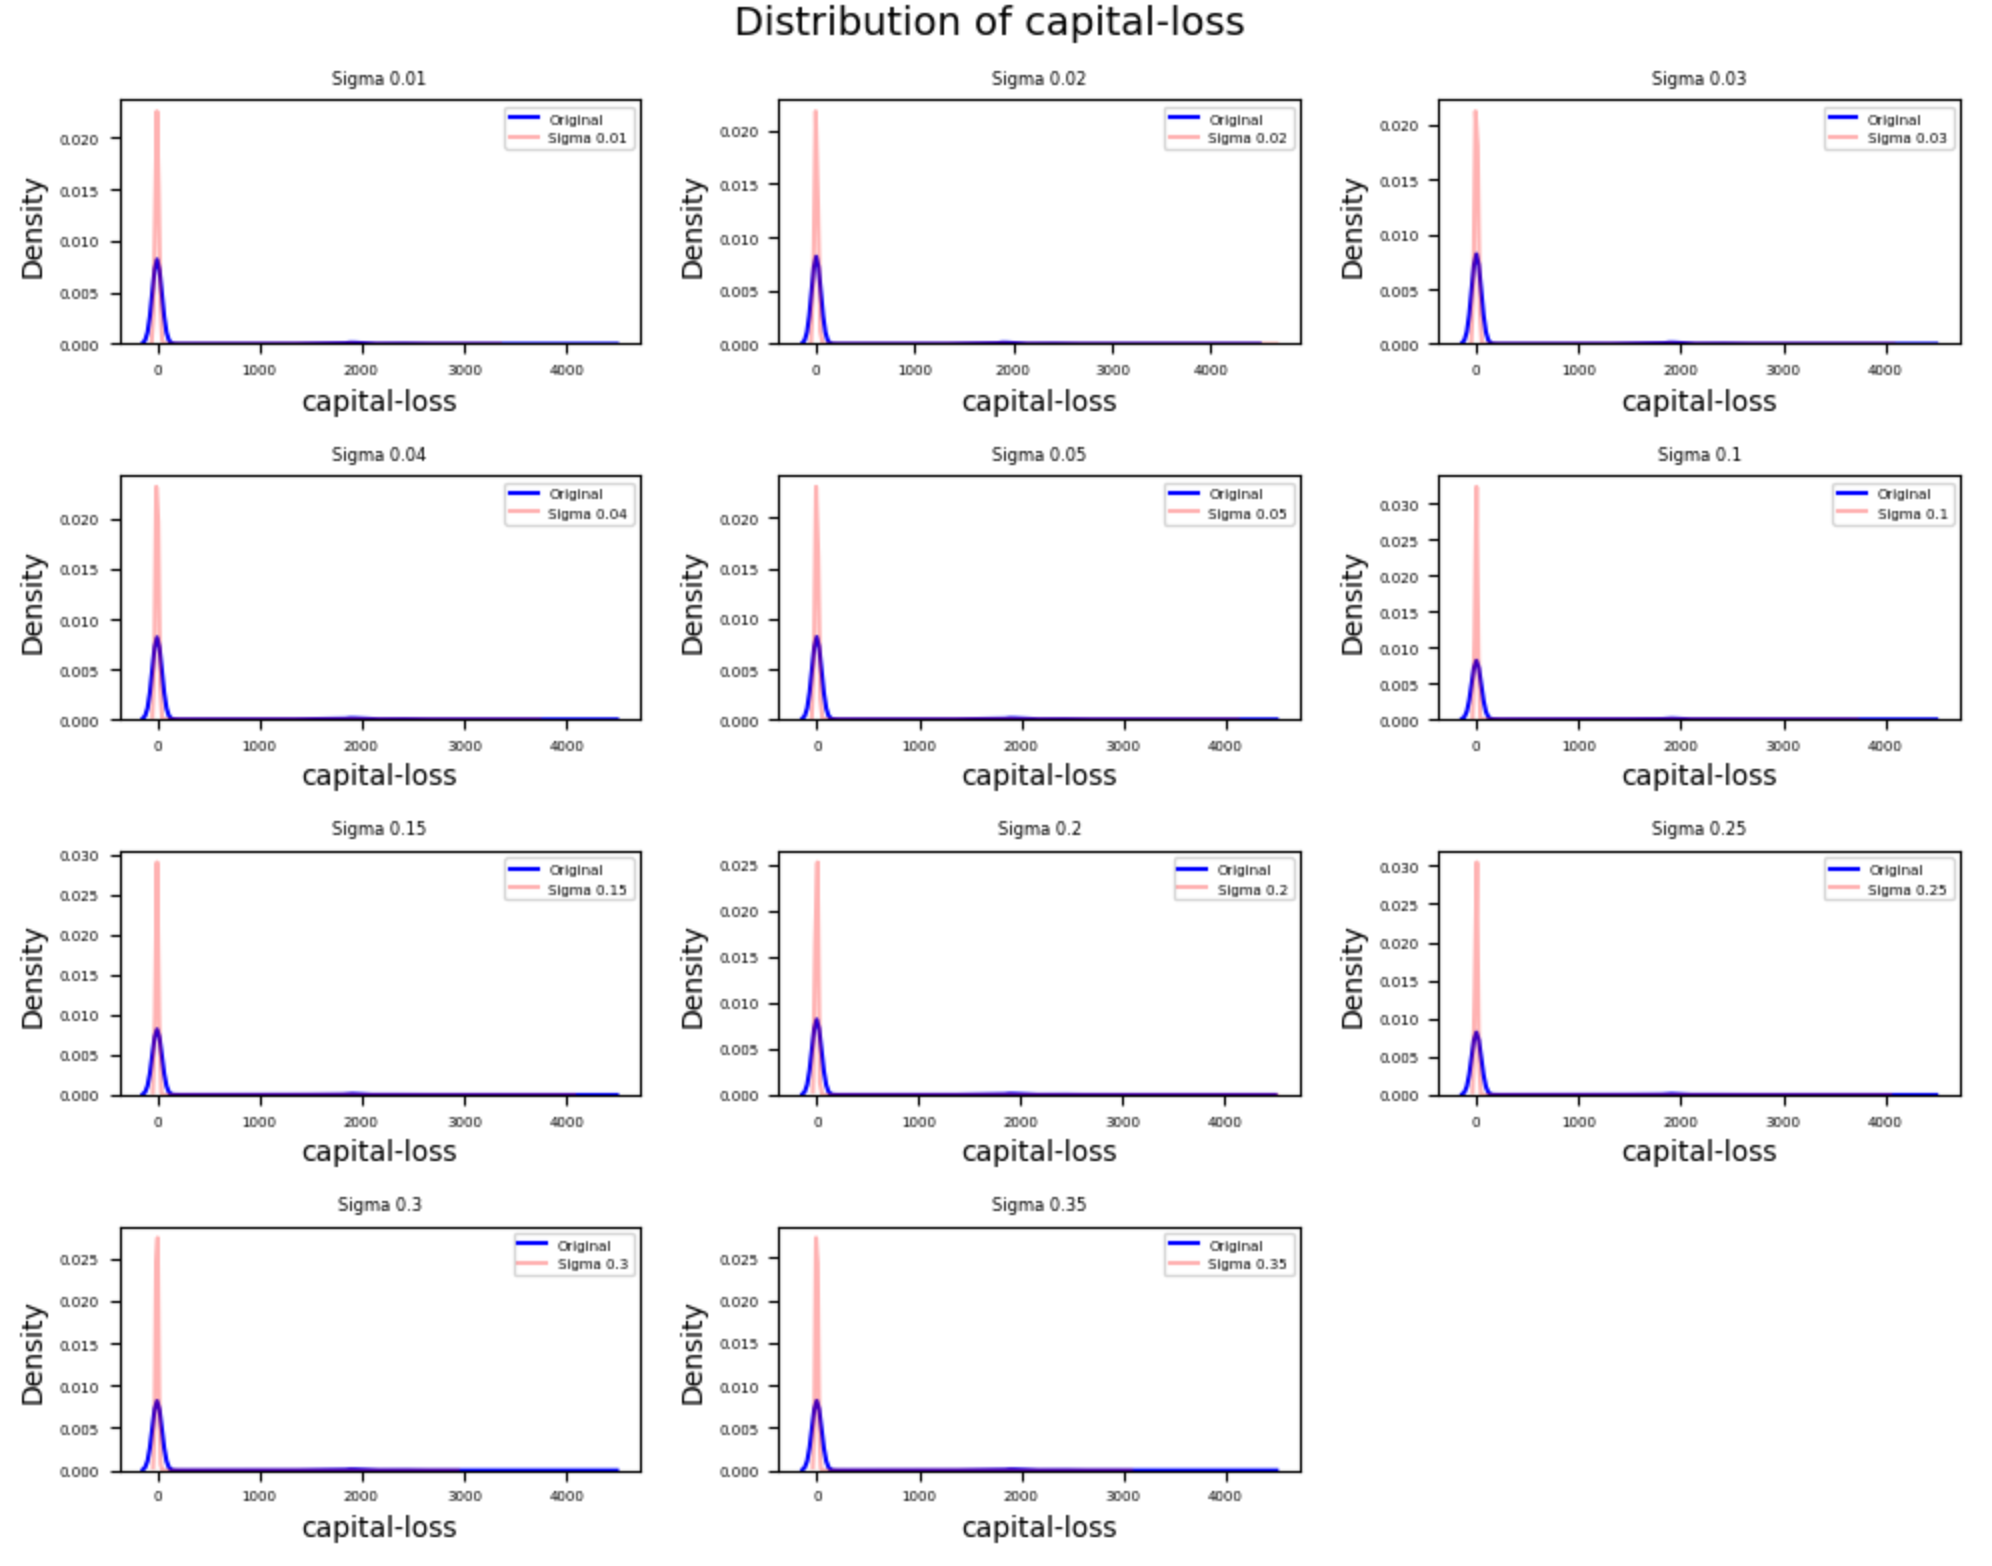 Distribution of capital-loss
Sigma 0.01
Density
0.020
0.015
0.010
0.005
0.000
0 1000 2000 3000 4000
capital-loss
Original
Sigma 0.01
Sigma 0.02
Density
0.020
0.015
0.010
0.005
0.000
0 1000 2000 3000 4000
capital-loss
Original
Sigma 0.02
Sigma 0.03
Density
0.020
0.015
0.010
0.005
0.000
0 1000 2000 3000 4000
capital-loss
Original
Sigma 0.03
Sigma 0.04
Density
0.020
0.015
0.010
0.005
0.000
0 1000 2000 3000 4000
capital-loss
Original
Sigma 0.04
Sigma 0.05
Density
0.020
0.015
0.010
0.005
0.000
0 1000 2000 3000 4000
capital-loss
Original
Sigma 0.05
Sigma 0.1
Density
0.030
0.025
0.020
0.015
0.010
0.005
0.000
0 1000 2000 3000 4000
capital-loss
Original
Sigma 0.1
Sigma 0.15
Density
0.030
0.025
0.020
0.015
0.010
0.005
0.000
0 1000 2000 3000 4000
capital-loss
Original
Sigma 0.15
Sigma 0.2
Density
0.025
0.020
0.015
0.010
0.005
0.000
0 1000 2000 3000 4000
capital-loss
Original
Sigma 0.2
Sigma 0.25
Density
0.030
0.025
0.020
0.015
0.010
0.005
0.000
0 1000 2000 3000 4000
capital-loss
Original
Sigma 0.25
Sigma 0.3
Density
0.025
0.020
0.015
0.010
0.005
0.000
0 1000 2000 3000 4000
capital-loss
Original
Sigma 0.3
Sigma 0.35
Density
0.025
0.020
0.015
0.010
0.005
0.000
0 1000 2000 3000 4000
capital-loss
Original
Sigma 0.35